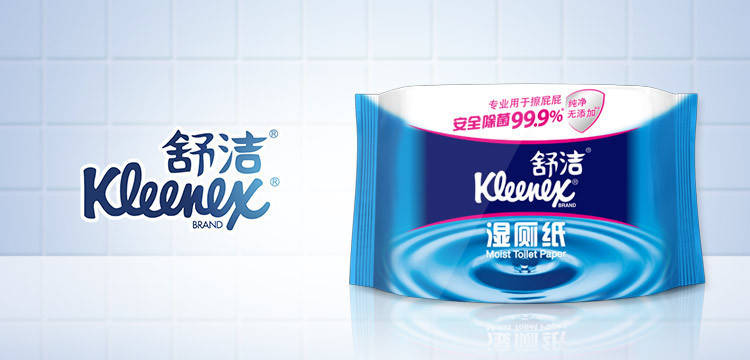 舒洁®
Kleenex®
BRAND
专业用于擦屁屁
安全除菌99.9%*
纯净
无添加**
舒洁®
Kleenex®
BRAND
湿厕纸
Moist Toilet Paper